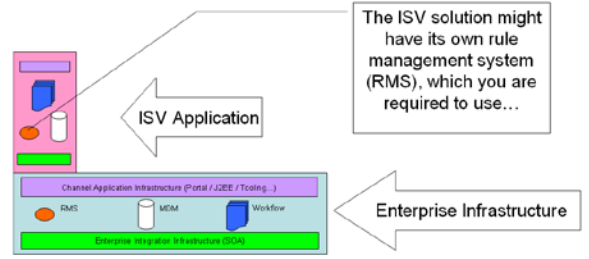 The ISV solution might
have its own rule
management system
(RMS), which you are
required to use…
ISV Application
Channel Application Infrastructure (Portal / J2EE / Tooling...)
RMS
MDM
Workflow
Enterprise Integration Infrastructure (SOA)
Enterprise Infrastructure